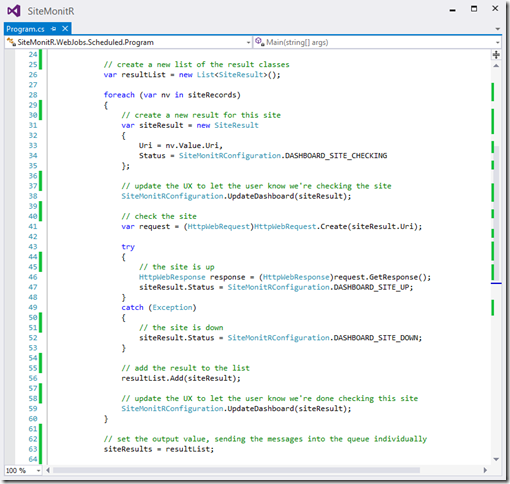 SiteMonitR
Program.cs
SiteMonitR.WebJobs.Scheduled.Program
Main(string[] args)
24
25 // create a new list of the result classes
26 var resultList = new List<SiteResult>();
27
28 foreach (var nv in siteRecords)
29 {
30 // create a new result for this site
31 var siteResult = new SiteResult
32 {
33 Uri = nv.Value.Uri,
34 Status = SiteMonitRConfiguration.DASHBOARD_SITE_CHECKING
35 };
36
37 // update the UX to let the user know we're checking the site
38 SiteMonitRConfiguration.UpdateDashboard(siteResult);
39
40 // check the site
41 var request = (HttpWebRequest)HttpWebRequest.Create(siteResult.Uri);
42
43 try
44 {
45 // the site is up
46 HttpWebResponse response = (HttpWebResponse)request.GetResponse();
47 siteResult.Status = SiteMonitRConfiguration.DASHBOARD_SITE_UP;
48 }
49 catch (Exception)
50 {
51 // the site is down
52 siteResult.Status = SiteMonitRConfiguration.DASHBOARD_SITE_DOWN;
53 }
54
55 // add the result to the list
56 resultList.Add(siteResult);
57
58 // update the UX to let the user know we're done checking this site
59 SiteMonitRConfiguration.UpdateDashboard(siteResult);
60 }
61
62 // set the output value, sending the messages into the queue individually
63 siteResults = resultList;
64
100 %